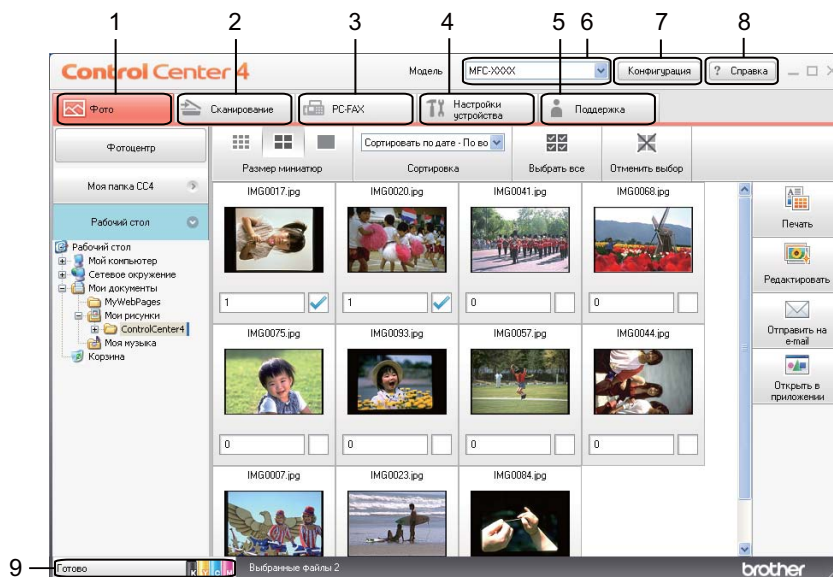 1 2 3 4 5 6 7 8
Control Center 4
Модель
MFC-XXXX
Конфигурация
? Справка
Фото
Сканирование
PC-FAX
Настройки
устройства
Поддержка
Фотоцентр
Размер миниатюр
Сортировать по дате - По во
Сортировка
Выбрать все
Отменить выбор
Моя папка CC4
Рабочий стол
Рабочий стол
Мой компьютер
Сетевое окружение
Мои документы
MyWebPages
Мои рисунки
ControlCenter4
Моя музыка
Корзина
IMG0017.jpg
IMG0020.jpg
IMG0041.jpg
IMG0068.jpg
1
1
0
0
IMG0075.jpg
IMG0093.jpg
IMG0057.jpg
IMG0044.jpg
0
0
0
0
IMG0007.jpg
IMG0023.jpg
IMG0084.jpg
Печать
Редактировать
Отправить на
e-mail
Открыть в
приложении
9
Готово
K Y C M
Выбранные файлы 2
brother